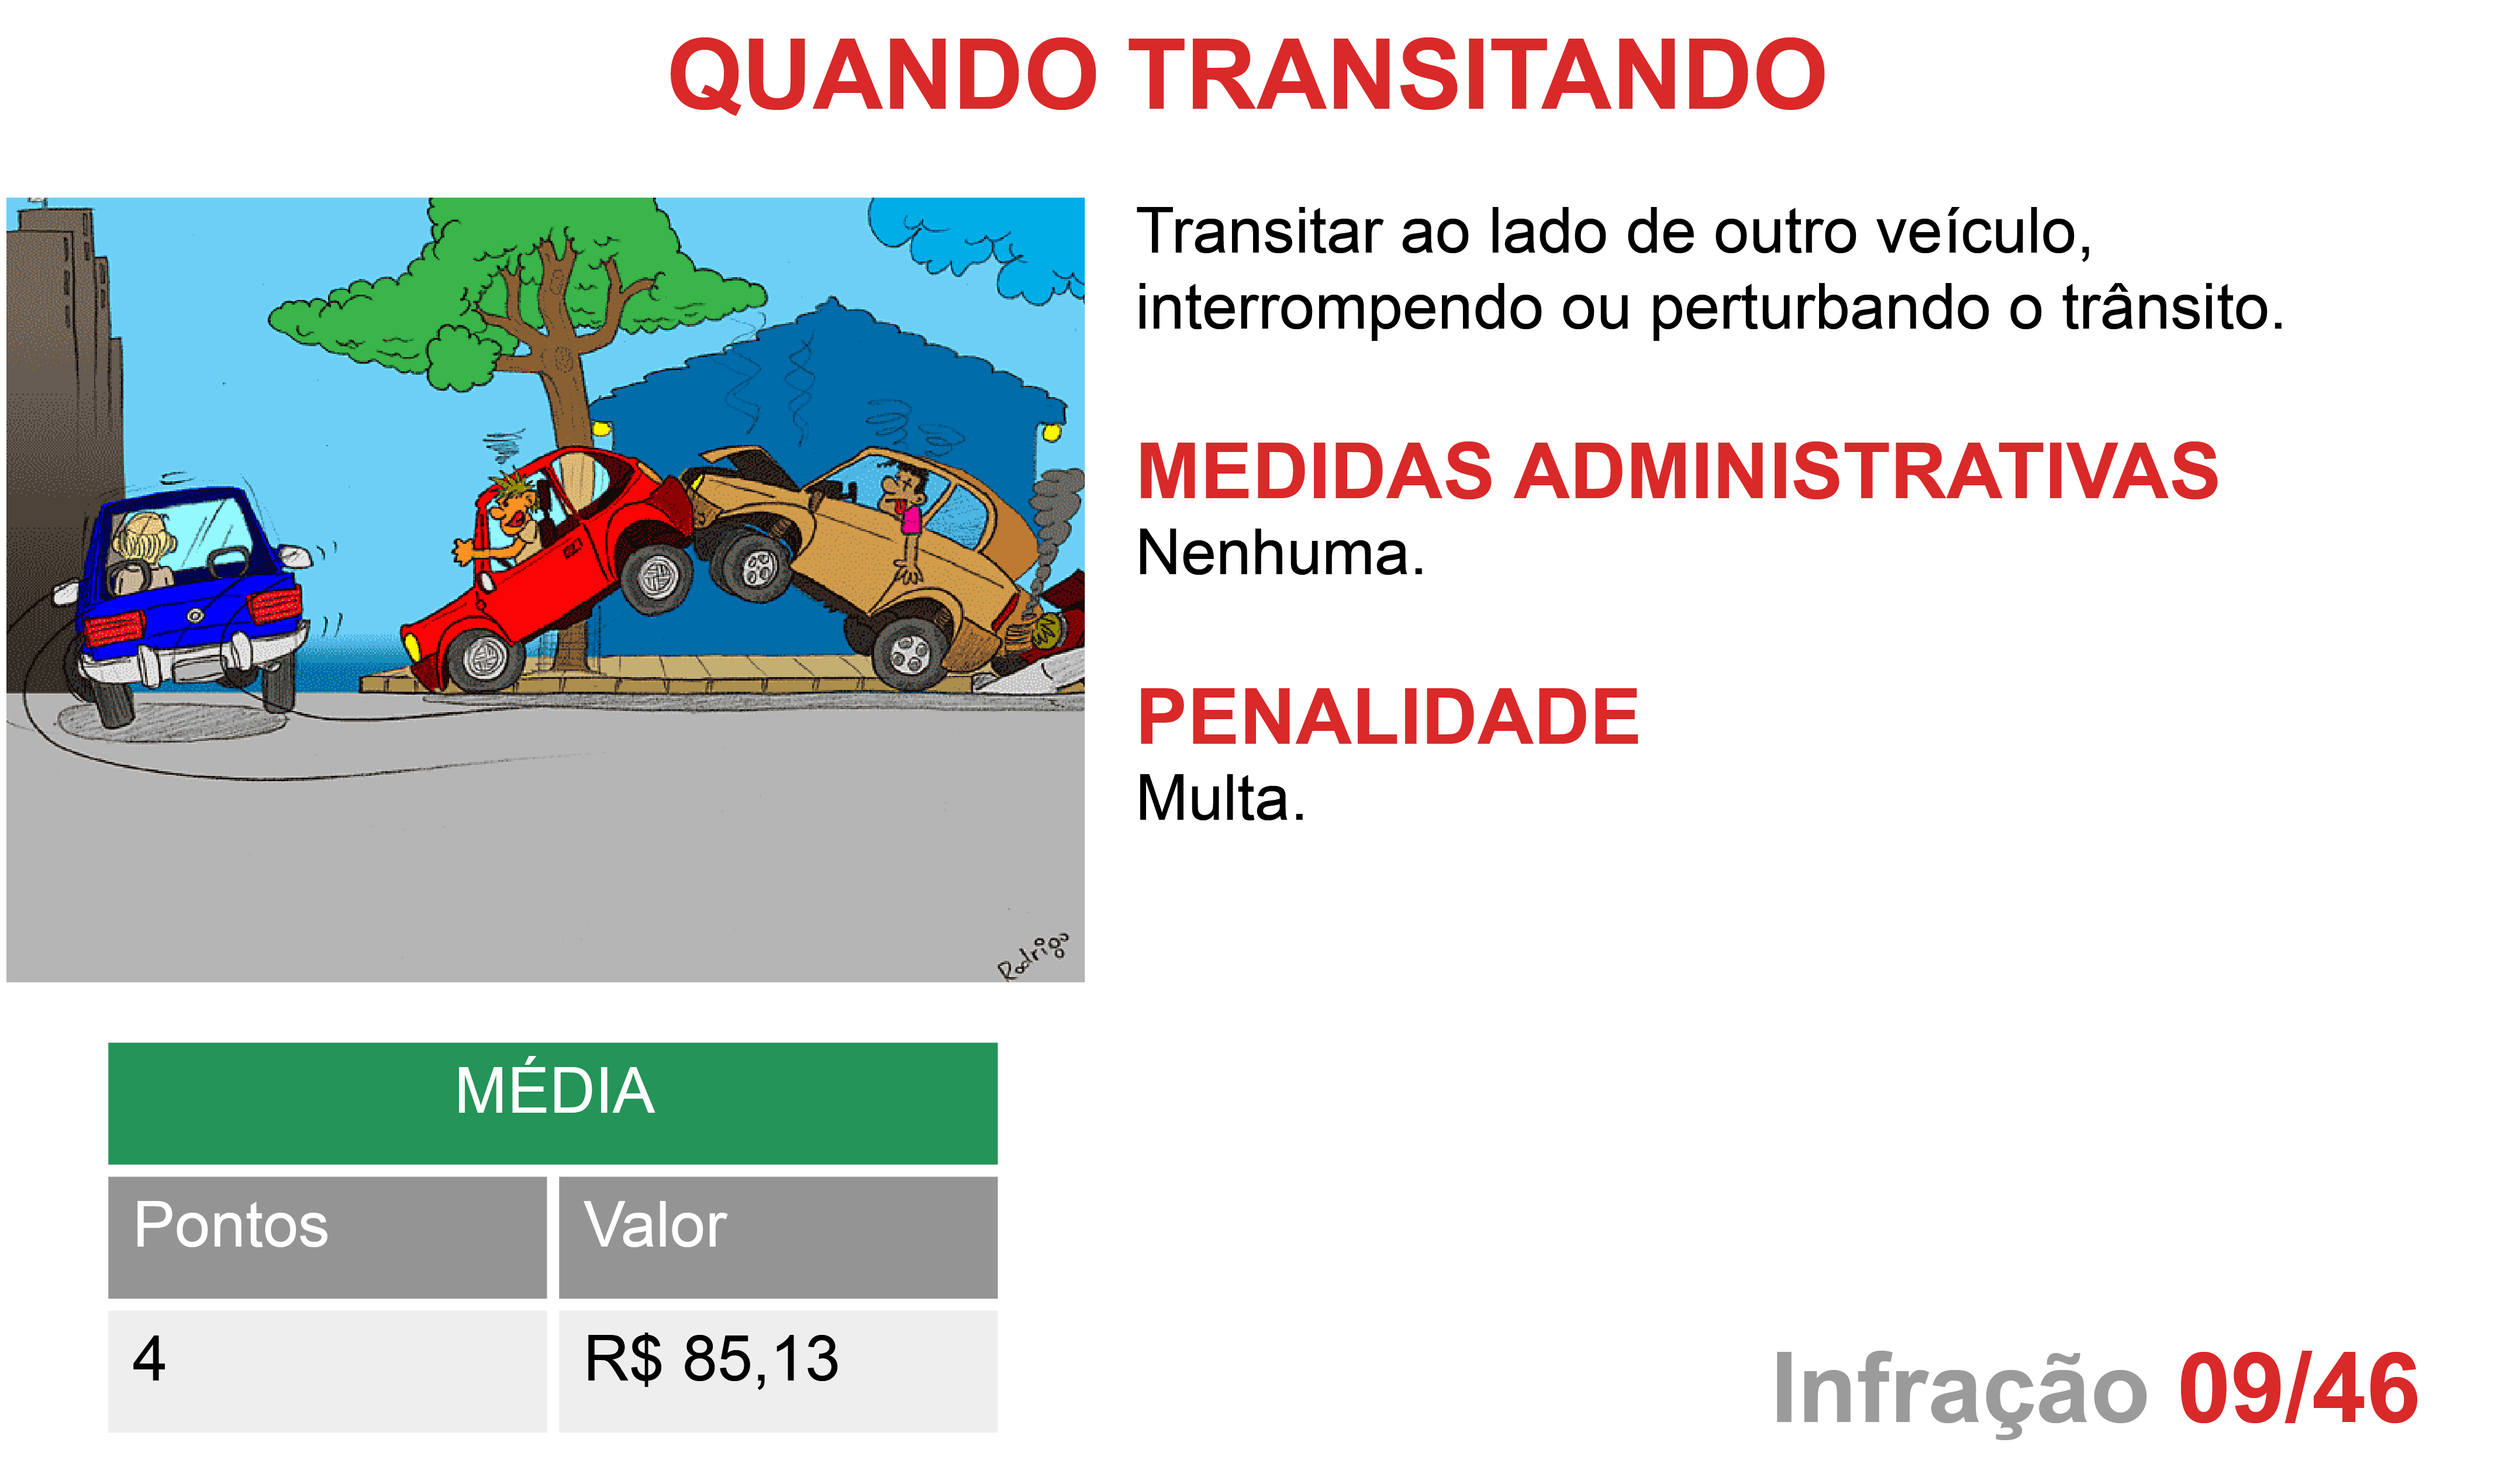 QUANDO TRANSITANDO
Transitar ao lado de outro veículo,
interrompendo ou perturbando o trânsito.
MEDIDAS ADMINISTRATIVAS
Nenhuma.
PENALIDADE
Multa.
Rodrigo
MÉDIA
Pontos Valor
4 R$ 85,13
Infração 09/46